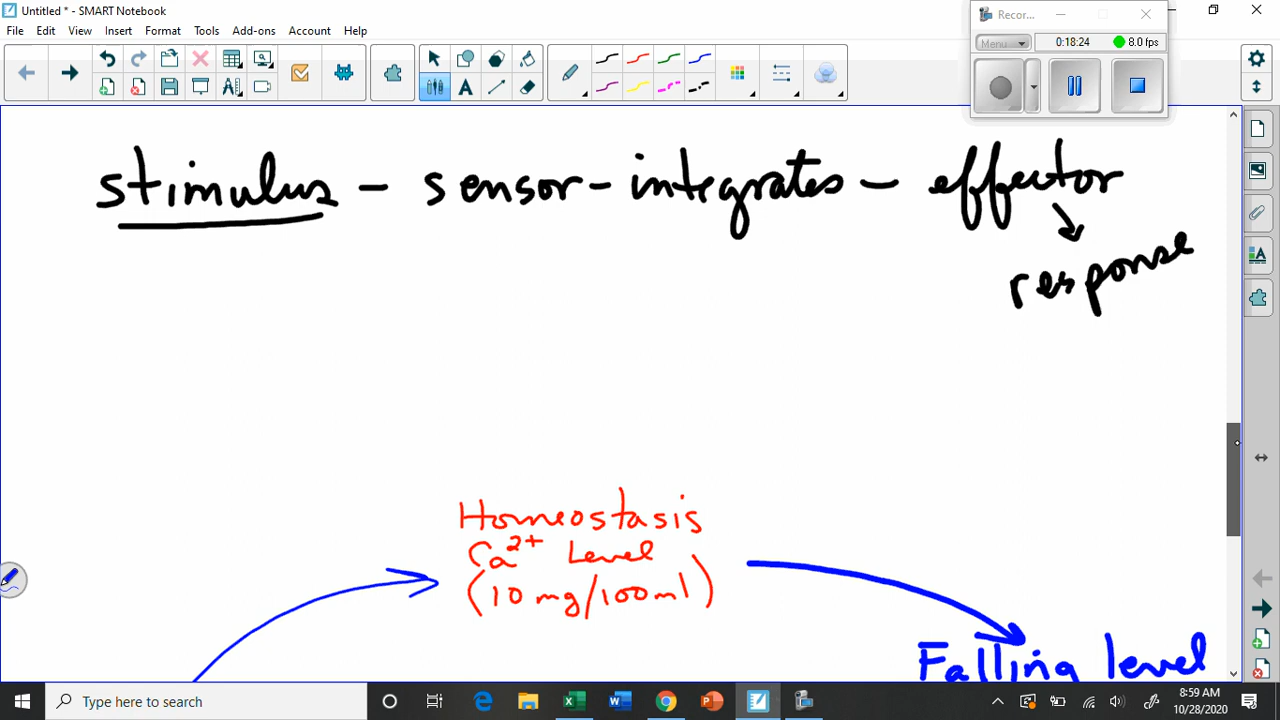 Untitled * - SMART Notebook
File Edit View Insert Format Tools Add-ons Account Help
Recor...
Menu
0:18:24
8.0 fps
stimulus - sensor - integrates - effector
response
Homeostasis
Ca2+ Level
(10 mg/100ml)
Falling level
Type here to search
8:59 AM
10/28/2020